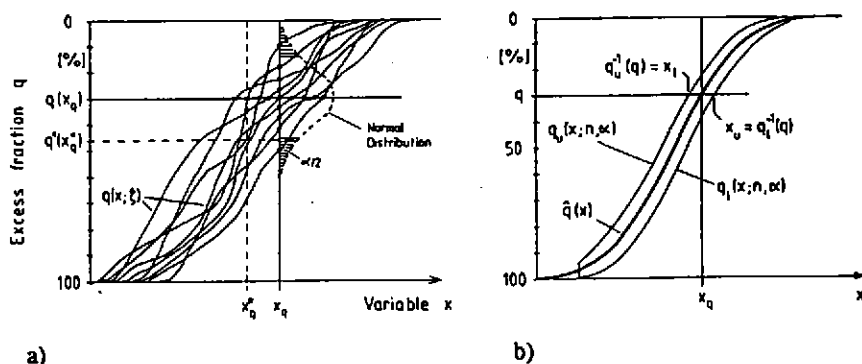 0
[%]
q(x_q)
q*(x*_q)
q(x;ξ)
100
Excess fraction q
x*_q
x_q
Variable x
Normal
Distribution
α/2
a)
0
[%]
q
50
100
q_u^-1(q) = x_l
x_u = q_l^-1(q)
q_u(x;n,α)
q_l(x;n,α)
q̂(x)
x_q
x
b)